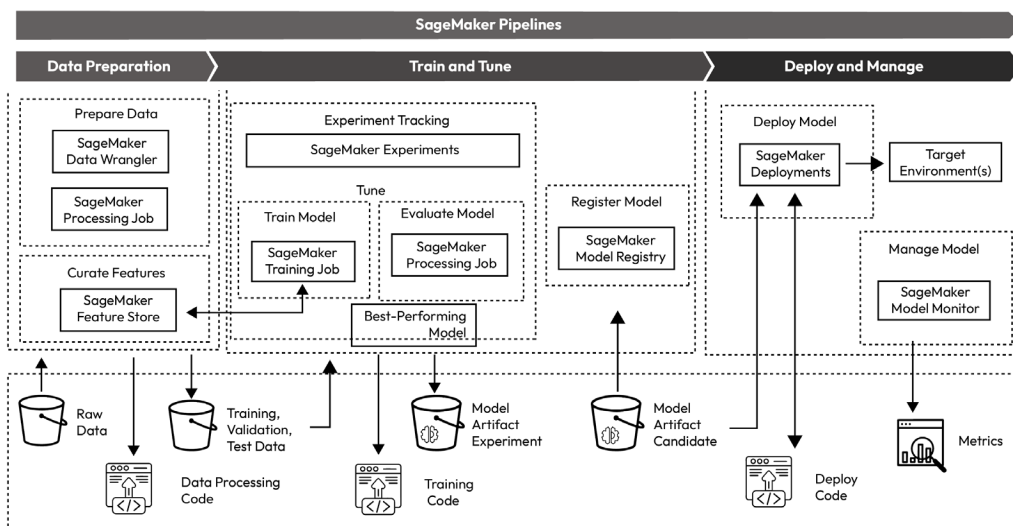 SageMaker Pipelines
Data Preparation
Train and Tune
Deploy and Manage
Prepare Data
SageMaker
Data Wrangler
SageMaker
Processing Job
Curate Features
SageMaker
Feature Store
Experiment Tracking
SageMaker Experiments
Tune
Train Model
SageMaker
Training Job
Evaluate Model
SageMaker
Processing Job
Best-Performing
Model
Register Model
SageMaker
Model Registry
Deploy Model
SageMaker
Deployments
Target
Environment(s)
Manage Model
SageMaker
Model Monitor
Raw
Data
Training,
Validation,
Test Data
Model
Artifact
Experiment
Model
Artifact
Candidate
Metrics
Data Processing
Code
</>
Training
Code
</>
Deploy
Code
</>